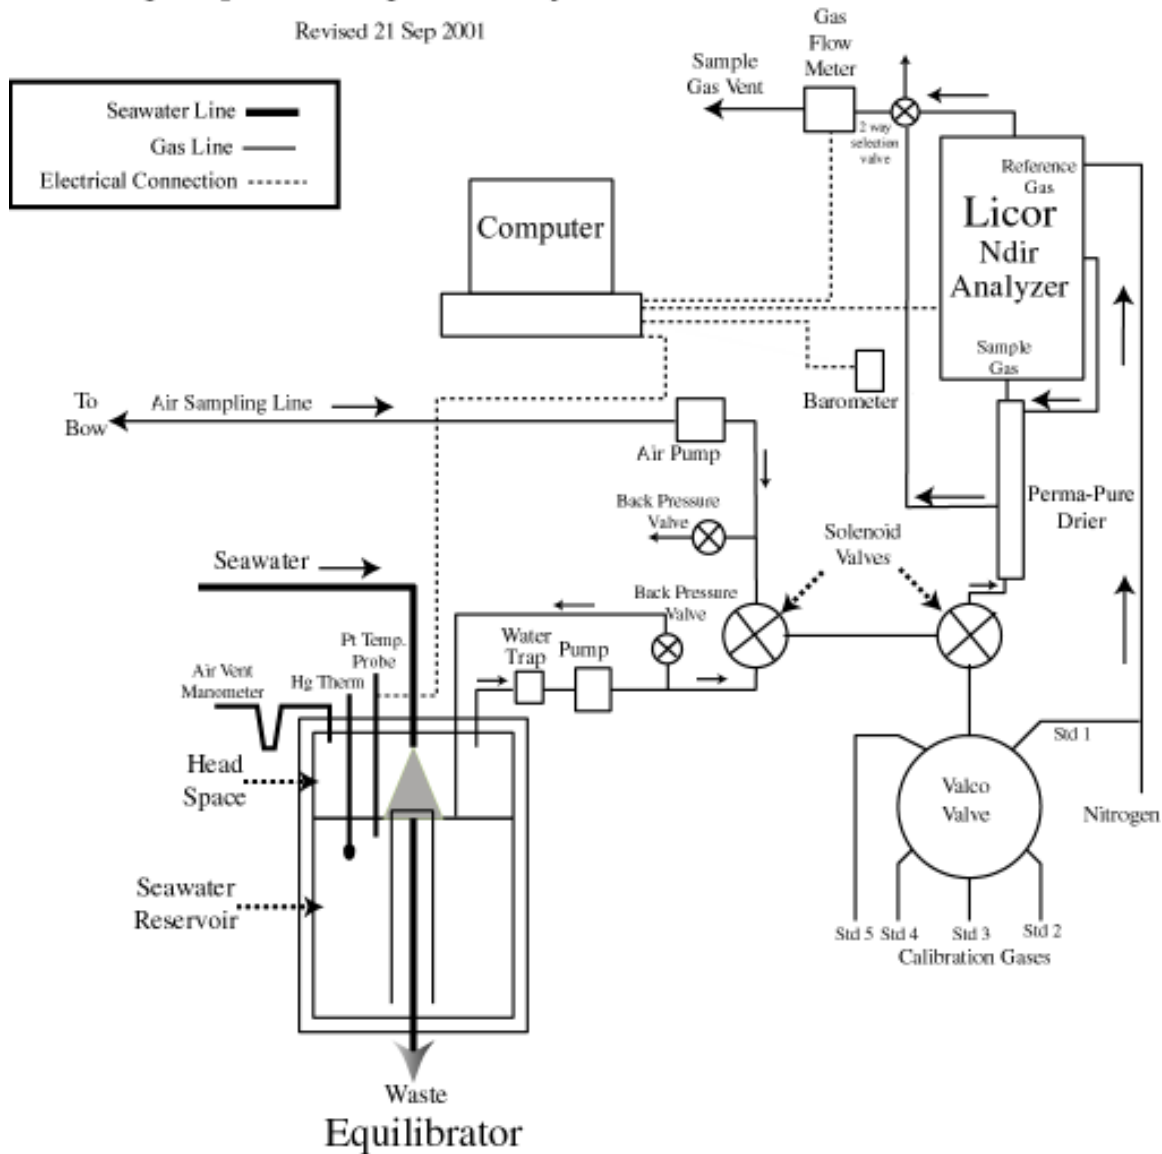 Revised 21 Sep 2001
Seawater Line
Gas Line
Electrical Connection
Sample
Gas Vent
Gas
Flow
Meter
2 way
selection
valve
Reference
Gas
Licor
Ndir
Analyzer
Sample
Gas
Computer
Barometer
To
Bow
Air Sampling Line
Air Pump
Back Pressure
Valve
Solenoid
Valves
Perma-Pure
Drier
Seawater
Back Pressure
Valve
Water
Trap
Pump
Pt Temp.
Probe
Hg Therm
Air Vent
Manometer
Head
Space
Seawater
Reservoir
Std 1
Valco
Valve
Nitrogen
Std 5
Std 4
Std 3
Std 2
Calibration Gases
Waste
Equilibrator